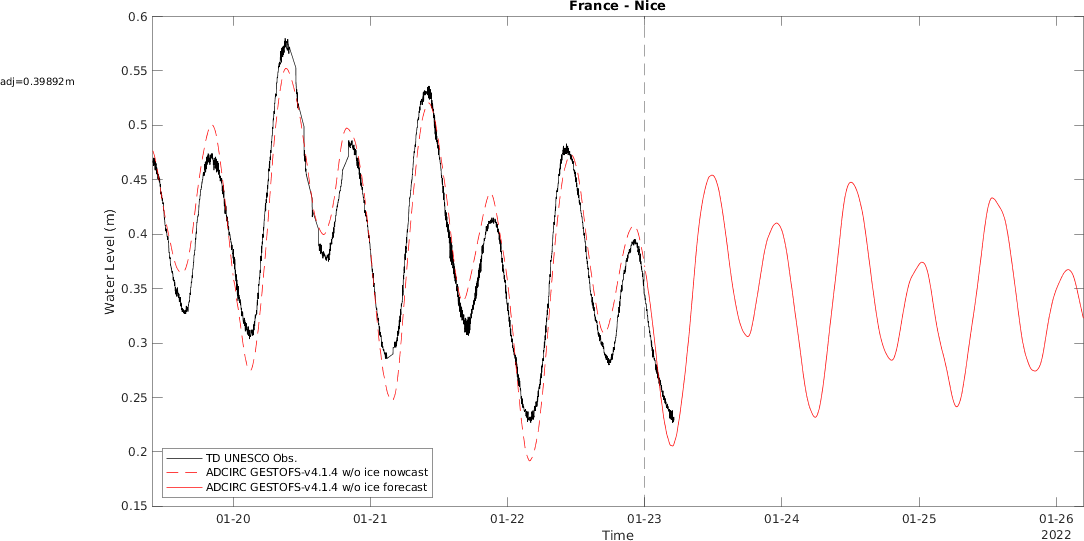 France - Nice
adj=0.39892m
Water Level (m)
0.6
0.55
0.5
0.45
0.4
0.35
0.3
0.25
0.2
0.15
TD UNESCO Obs.
ADCIRC GESTOFS-v4.1.4 w/o ice nowcast
ADCIRC GESTOFS-v4.1.4 w/o ice forecast
01-20 01-21 01-22 01-23 01-24 01-25 01-26
Time
2022